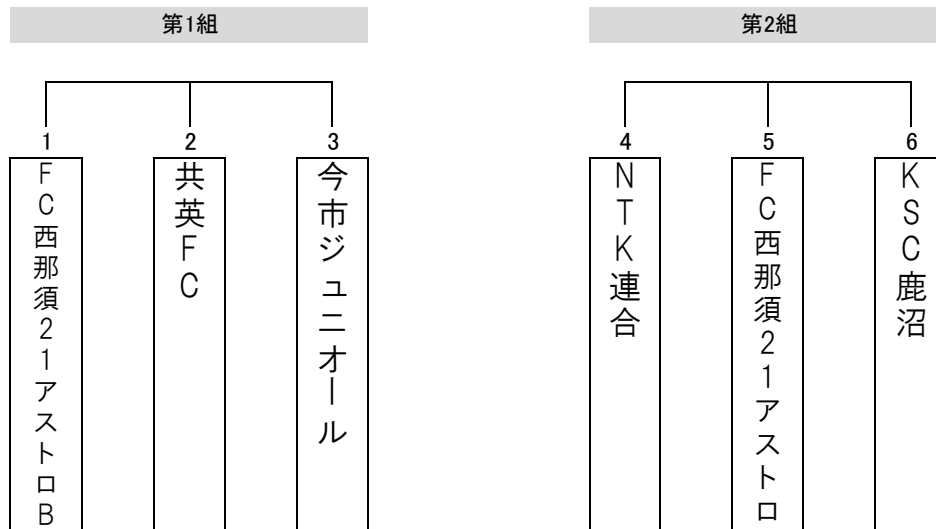 第1組
第2組
1
2
3
4
5
6
FC西那須21アストロB
共英FC
今市ジュニオール
NTK連合
FC西那須21アストロ
KSC鹿沼